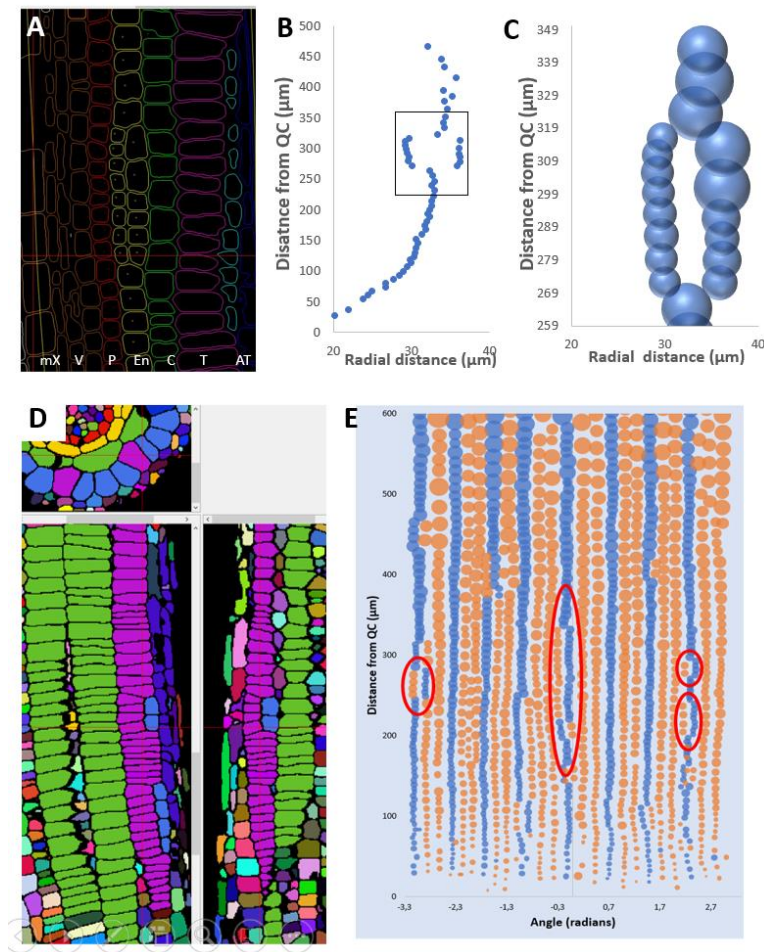 A
mX V P En C T AT
B
Disatnce from QC (µm)
500
450
400
350
300
250
200
150
100
50
0
20 30 40
Radial distance (µm)
C
Distance from QC (µm)
349
339
329
319
309
299
289
279
269
259
20 30 40
Radial distance (µm)
D
E
Distance from QC (µm)
600
500
400
300
200
100
0
-3,3 -2,3 -1,3 -0,3 0,7 1,7 2,7
Angle (radians)